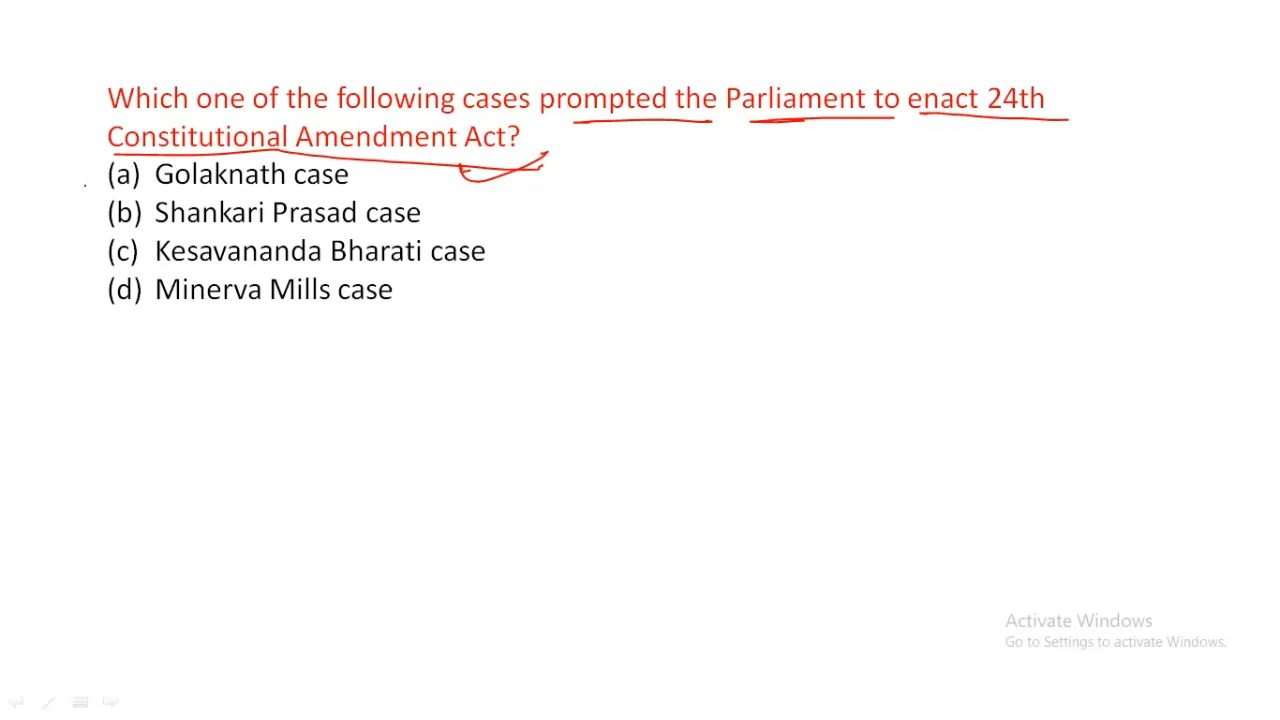 Which one of the following cases prompted the Parliament to enact 24th
Constitutional Amendment Act?
(a) Golaknath case
(b) Shankari Prasad case
(c) Kesavananda Bharati case
(d) Minerva Mills case
Activate Windows
Go to Settings to activate Windows.